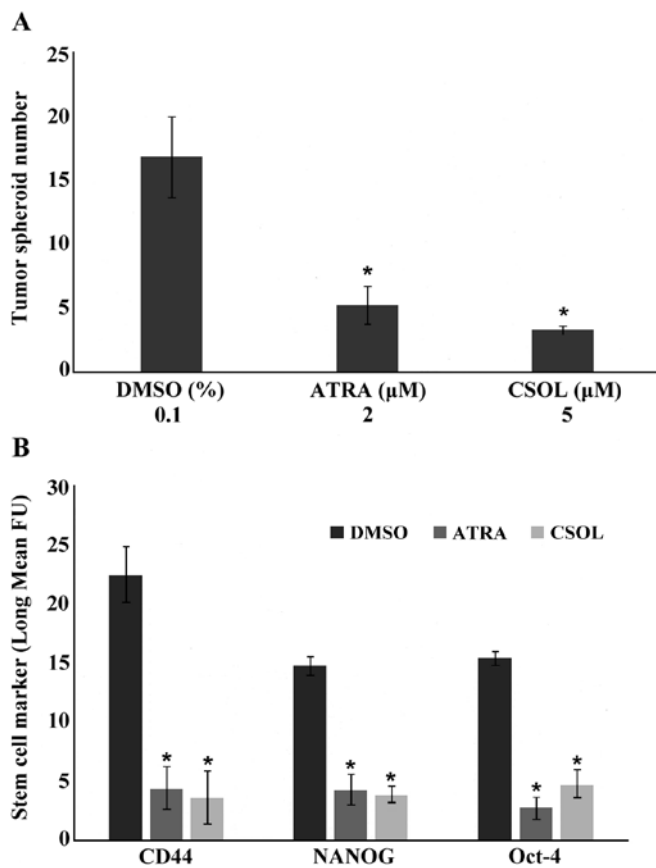 A
Tumor spheroid number
25
20
15
10
5
0
*
*
DMSO (%) ATRA (μM) CSOL (μM)
0.1 2 5
B
Stem cell marker (Long Mean FU)
30
25
20
15
10
5
0
DMSO ATRA CSOL
* * * * * *
CD44 NANOG Oct-4